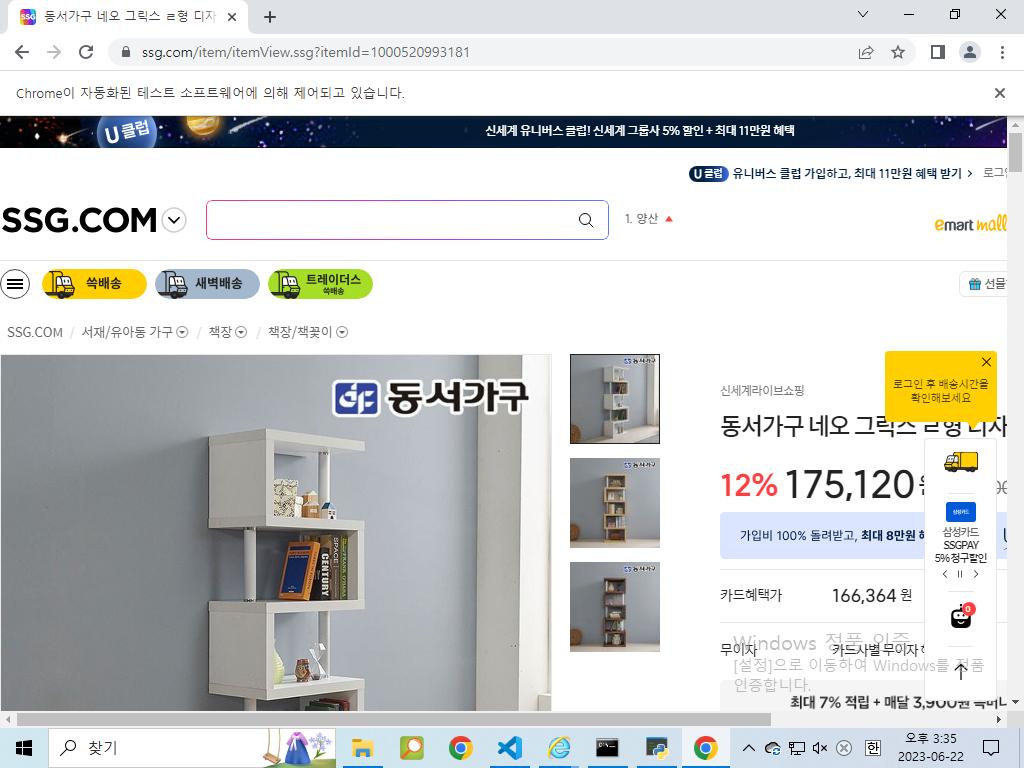 동서가구 네오 그릭스 ㄹ형 디자
ssg.com/item/itemView.ssg?itemId=1000520993181
Chrome이 자동화된 테스트 소프트웨어에 의해 제어되고 있습니다.
U 클럽
신세계 유니버스 클럽! 신세계 그룹사 5% 할인 + 최대 11만원 혜택
U 클럽 유니버스 클럽 가입하고, 최대 11만원 혜택 받기 >
SSG.COM
1. 양산
emart mall
쓱배송
새벽배송
트레이더스
쓱배송
선물
SSG.COM / 서재/유아동 가구 / 책장 / 책장/책꽂이
동서가구
신세계라이브쇼핑
로그인 후 배송시간을
확인해보세요
동서가구 네오 그릭스 ㄹ형 디자
12% 175,120
가입비 100% 돌려받고, 최대 8만원
삼성카드
삼성카드
SSGPAY
5% 청구할인
카드혜택가 166,364 원
0
무이자 카드사별 무이자
Windows 정품 인증
[설정]으로 이동하여 Windows를 정품
인증합니다.
최대 7% 적립 + 매달 3,900원
CENTURY
찾기
한
오후 3:35
2023-06-22